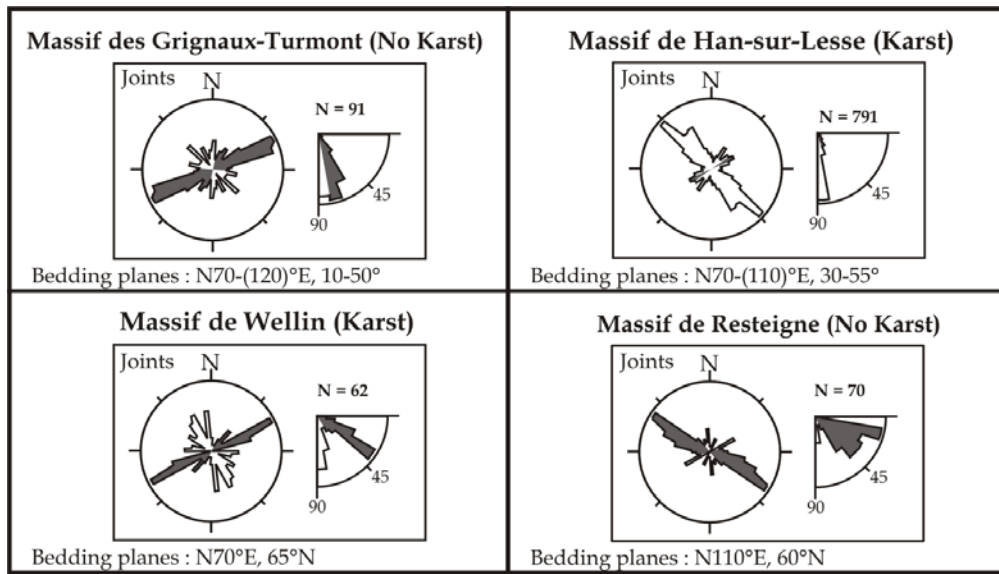 Massif des Grignaux-Turmont (No Karst)
Joints
N
N = 91
45
90
Bedding planes : N70-(120)°E, 10-50°
Massif de Han-sur-Lesse (Karst)
Joints
N
N = 791
45
90
Bedding planes : N70-(110)°E, 30-55°
Massif de Wellin (Karst)
Joints
N
N = 62
45
90
Bedding planes : N70°E, 65°N
Massif de Resteigne (No Karst)
Joints
N
N = 70
45
90
Bedding planes : N110°E, 60°N